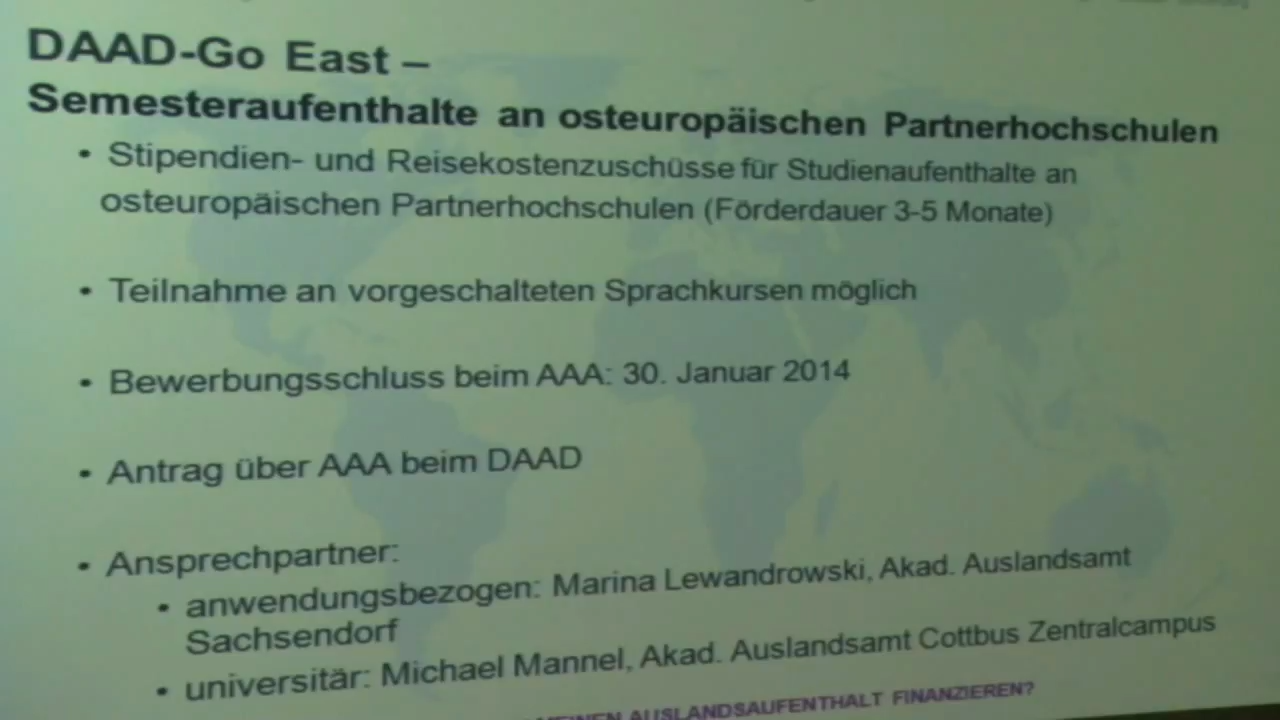 DAAD-Go East –
Semesteraufenthalte an osteuropäischen Partnerhochschulen
• Stipendien- und Reisekostenzuschüsse für Studienaufenthalte an
osteuropäischen Partnerhochschulen (Förderdauer 3-5 Monate)
• Teilnahme an vorgeschalteten Sprachkursen möglich
• Bewerbungsschluss beim AAA: 30. Januar 2014
• Antrag über AAA beim DAAD
• Ansprechpartner:
• anwendungsbezogen: Marina Lewandrowski, Akad. Auslandsamt
Sachsendorf
• universitär: Michael Mannel, Akad. Auslandsamt Cottbus Zentralcampus
MEINEN AUSLANDSAUFENTHALT FINANZIEREN?